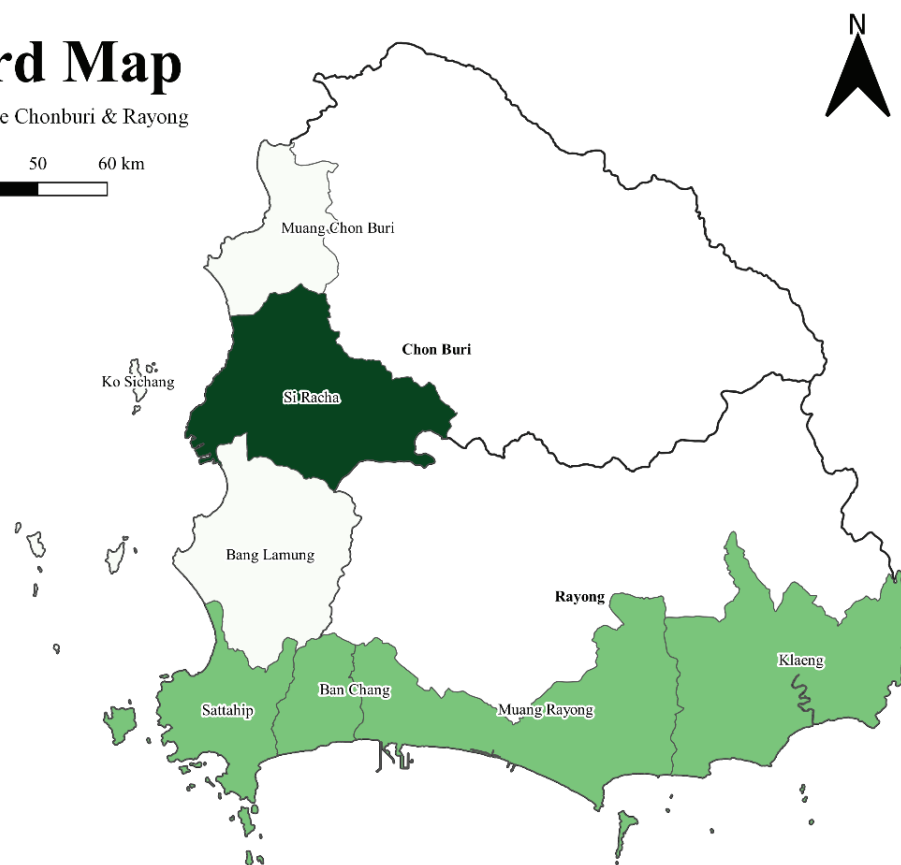 rd Map
N
e Chonburi & Rayong
50 60 km
Muang Chon Buri
Chon Buri
Ko Sichang
Si Racha
Bang Lamung
Rayong
Klaeng
Ban Chang
Sattahip
Muang Rayong